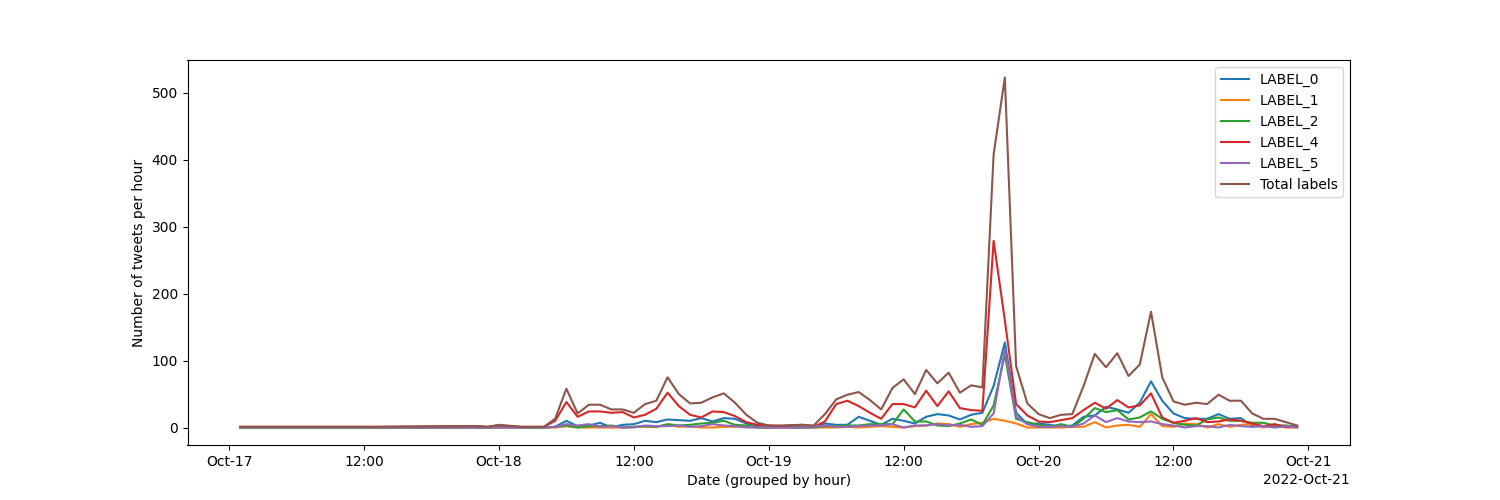 LABEL_0
LABEL_1
LABEL_2
LABEL_4
LABEL_5
Total labels
Number of tweets per hour
500
400
300
200
100
0
Oct-17 12:00 Oct-18 12:00 Oct-19 12:00 Oct-20 12:00 Oct-21
Date (grouped by hour) 2022-Oct-21